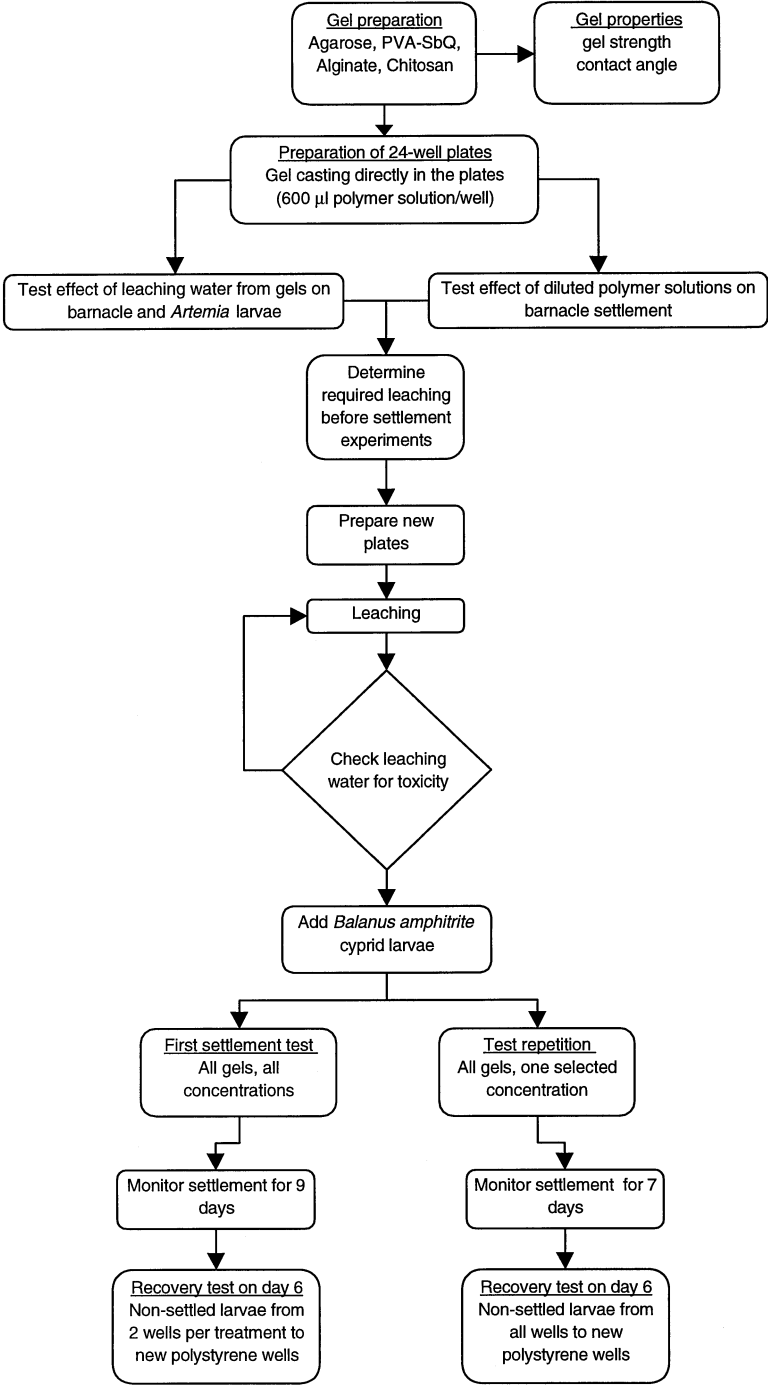 Gel preparation
Agarose, PVA-SbQ,
Alginate, Chitosan
Gel properties
gel strength
contact angle
Preparation of 24-well plates
Gel casting directly in the plates
(600 µl polymer solution/well)
Test effect of leaching water from gels on
barnacle and Artemia larvae
Test effect of diluted polymer solutions on
barnacle settlement
Determine
required leaching
before settlement
experiments
Prepare new
plates
Leaching
Check leaching
water for toxicity
Add Balanus amphitrite
cyprid larvae
First settlement test
All gels, all
concentrations
Test repetition
All gels, one selected
concentration
Monitor settlement for 9
days
Monitor settlement for 7
days
Recovery test on day 6
Non-settled larvae from
2 wells per treatment to
new polystyrene wells
Recovery test on day 6
Non-settled larvae from
all wells to new
polystyrene wells